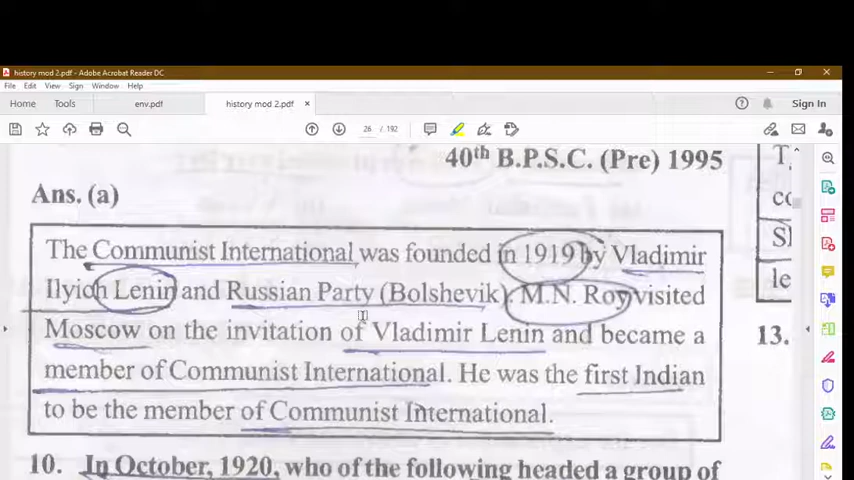 history mod 2.pdf - Adobe Acrobat Reader DC
File Edit View Sign Window Help
Home Tools env.pdf history mod 2.pdf × Sign In
26 / 192
40th B.P.S.C. (Pre) 1995
Ans. (a)
The Communist International was founded in 1919 by Vladimir
Ilyich Lenin and Russian Party (Bolshevik). M.N. Roy visited
Moscow on the invitation of Vladimir Lenin and became a
member of Communist International. He was the first Indian
to be the member of Communist International.
13.
10. In October, 1920, who of the following headed a group of